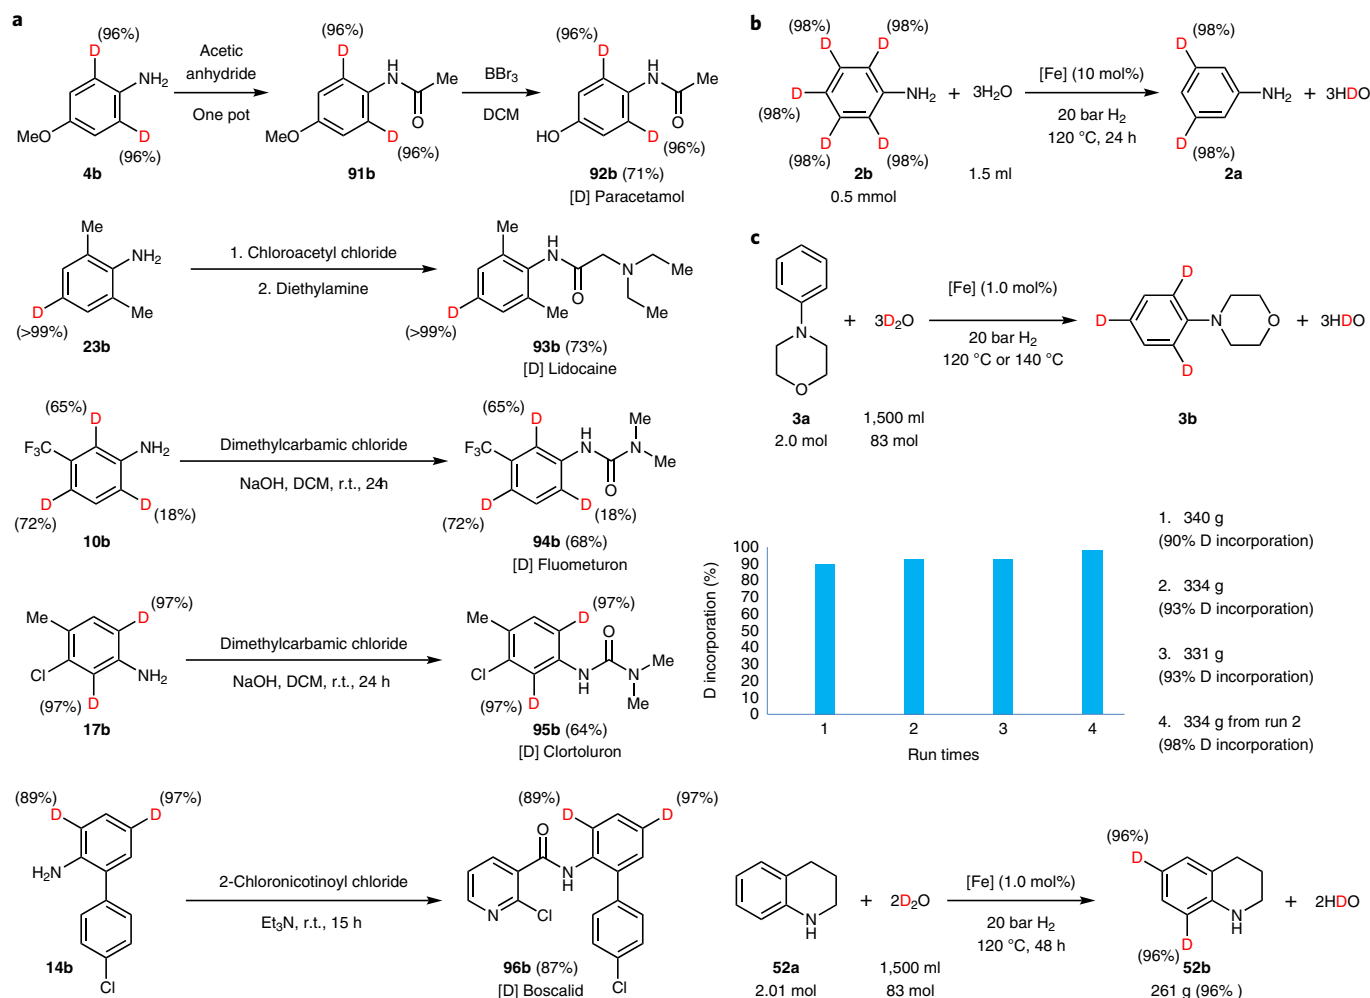 a
(96%)
D
NH2
MeO
D
(96%)
4b
Acetic
anhydride
One pot
(96%)
D
H
N
Me
O
MeO
D
(96%)
91b
BBr3
DCM
(96%)
D
H
N
Me
O
HO
D
(96%)
92b (71%)
[D] Paracetamol
Me
NH2
D
Me
(>99%)
23b
1. Chloroacetyl chloride
2. Diethylamine
Me
H
N
N
Me
O
D
Me
Me
(>99%)
93b (73%)
[D] Lidocaine
(65%)
D
F3C
NH2
D
D
(72%)
(18%)
10b
Dimethylcarbamic chloride
NaOH, DCM, r.t., 24h
(65%)
D
F3C
H
N
Me
N
Me
O
D
D
(72%)
(18%)
94b (68%)
[D] Fluometuron
(97%)
Me
D
Cl
NH2
(97%)
D
17b
Dimethylcarbamic chloride
NaOH, DCM, r.t., 24 h
(97%)
Me
D
O
Cl
N
H
N
Me
Me
(97%)
D
95b (64%)
[D] Clortoluron
(89%)
(97%)
D
D
H2N
Cl
14b
2-Chloronicotinoyl chloride
Et3N, r.t., 15 h
(89%)
(97%)
D
D
O
N
H
N
Cl
Cl
96b (87%)
[D] Boscalid
b
(98%)
(98%)
D
D
D
NH2
(98%)
D
D
(98%)
(98%)
2b
0.5 mmol
+
3H2O
1.5 ml
[Fe] (10 mol%)
20 bar H2
120 °C, 24 h
(98%)
D
NH2
D
(98%)
2a
+ 3HDO
c
N
O
3a
2.0 mol
+
3D2O
1,500 ml
83 mol
[Fe] (1.0 mol%)
20 bar H2
120 °C or 140 °C
D
D
N
O
D
3b
+ 3HDO
D incorporation (%)
100
90
80
70
60
50
40
30
20
10
0
1
2
3
4
Run times
1. 340 g
(90% D incorporation)
2. 334 g
(93% D incorporation)
3. 331 g
(93% D incorporation)
4. 334 g from run 2
(98% D incorporation)
N
H
52a
2.01 mol
+
2D2O
1,500 ml
83 mol
[Fe] (1.0 mol%)
20 bar H2
120 °C, 48 h
(96%)
D
N
H
D
(96%)
52b
261 g (96% )
+ 2HDO